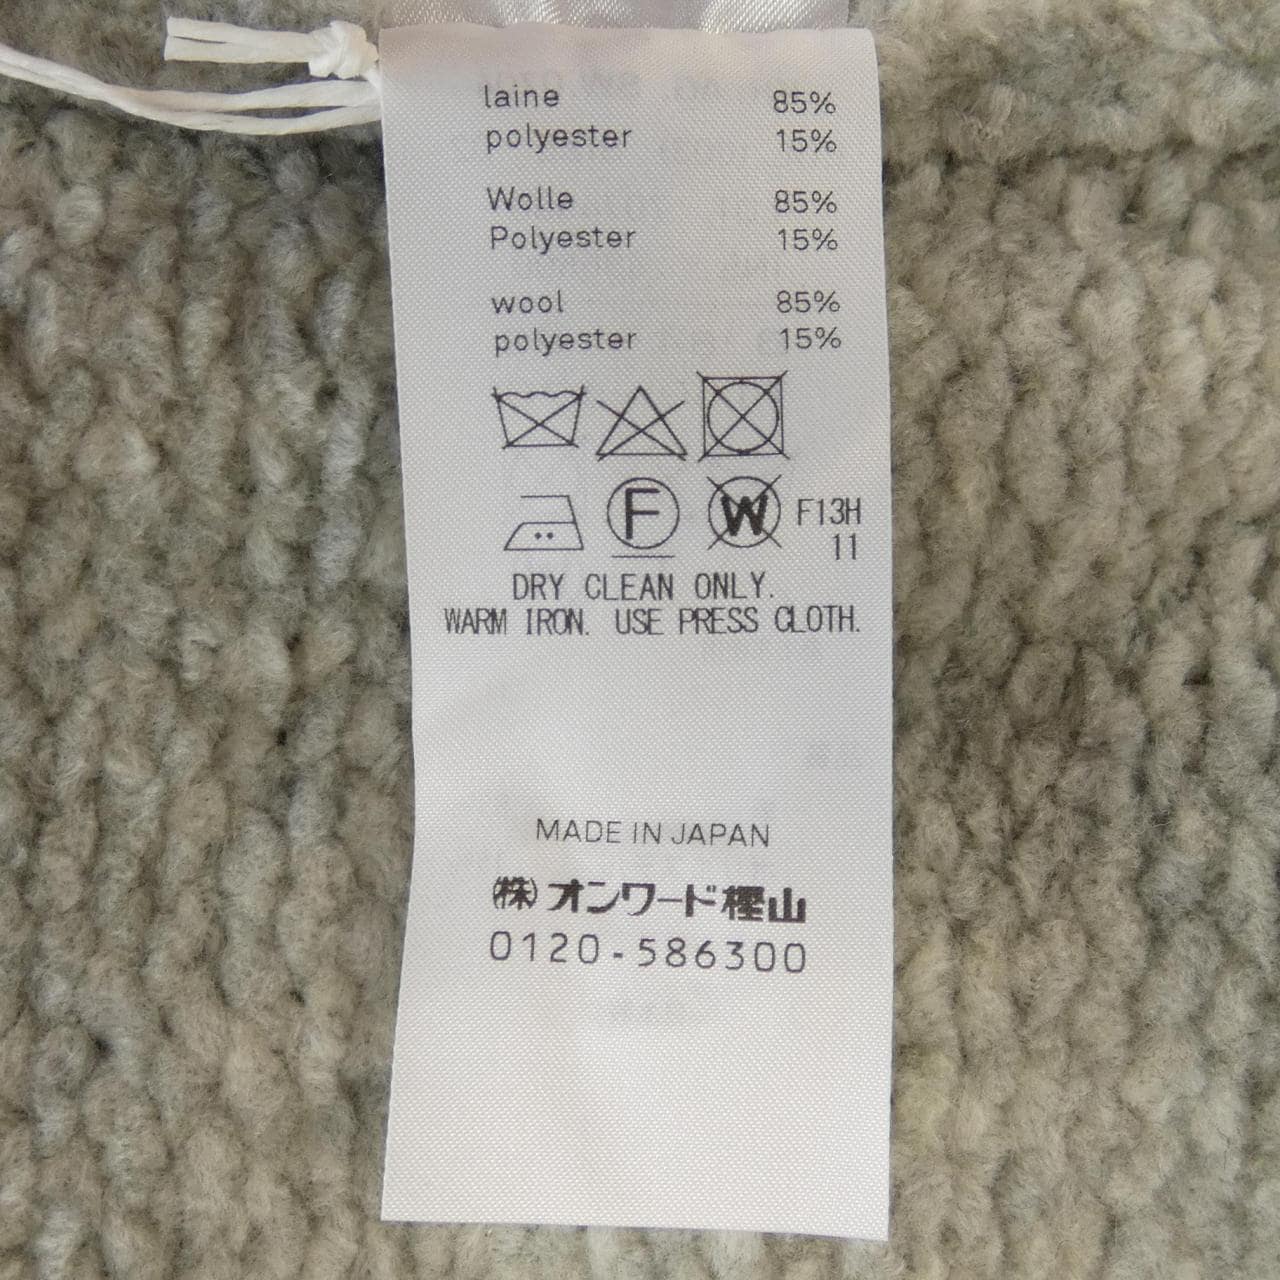 laine 85%
polyester 15%
Wolle 85%
Polyester 15%
wool 85%
polyester 15%
F W F13H
11
DRY CLEAN ONLY.
WARM IRON. USE PRESS CLOTH.
MADE IN JAPAN
㈱オンワード樫山
0120-586300